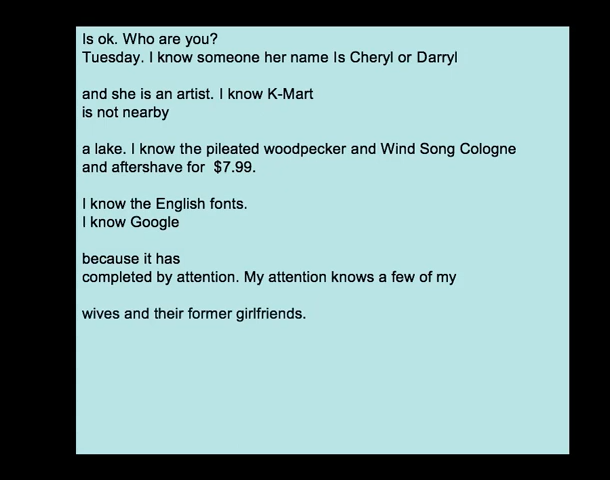 Is ok. Who are you?
Tuesday. I know someone her name Is Cheryl or Darryl
and she is an artist. I know K-Mart
is not nearby
a lake. I know the pileated woodpecker and Wind Song Cologne
and aftershave for  $7.99.
I know the English fonts.
I know Google
because it has
completed by attention. My attention knows a few of my
wives and their former girlfriends.